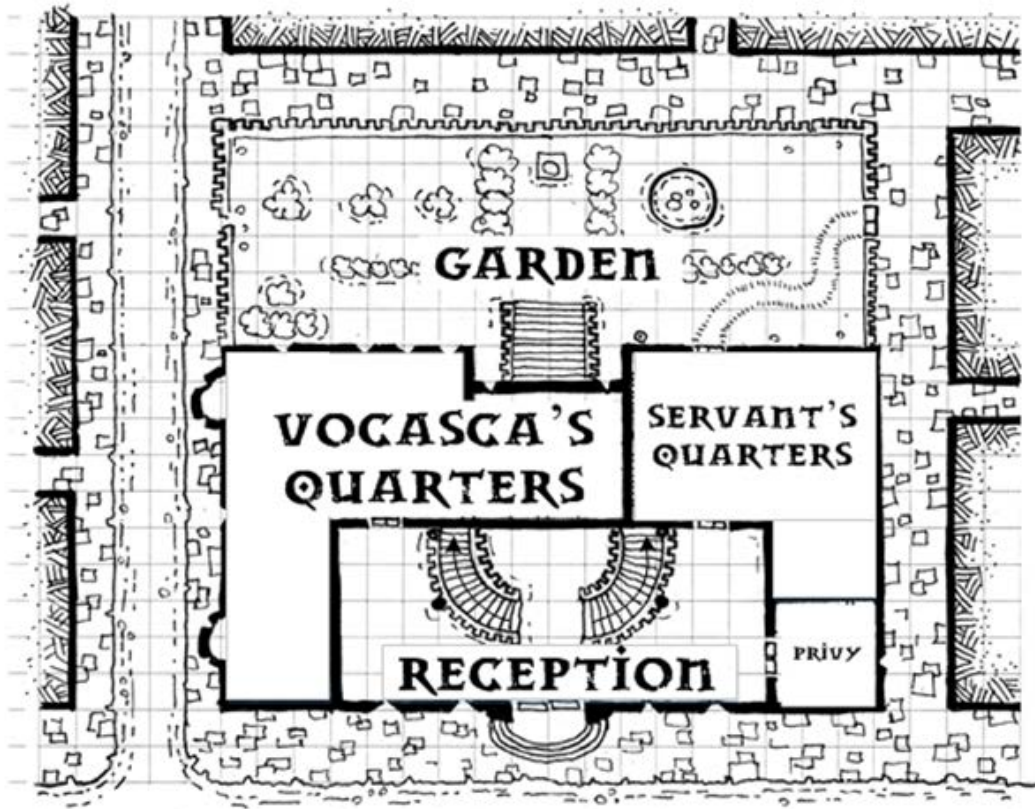 GARDEN
VOCASCA'S
QUARTERS
SERVANT'S
QUARTERS
RECEPTION
PRIVY